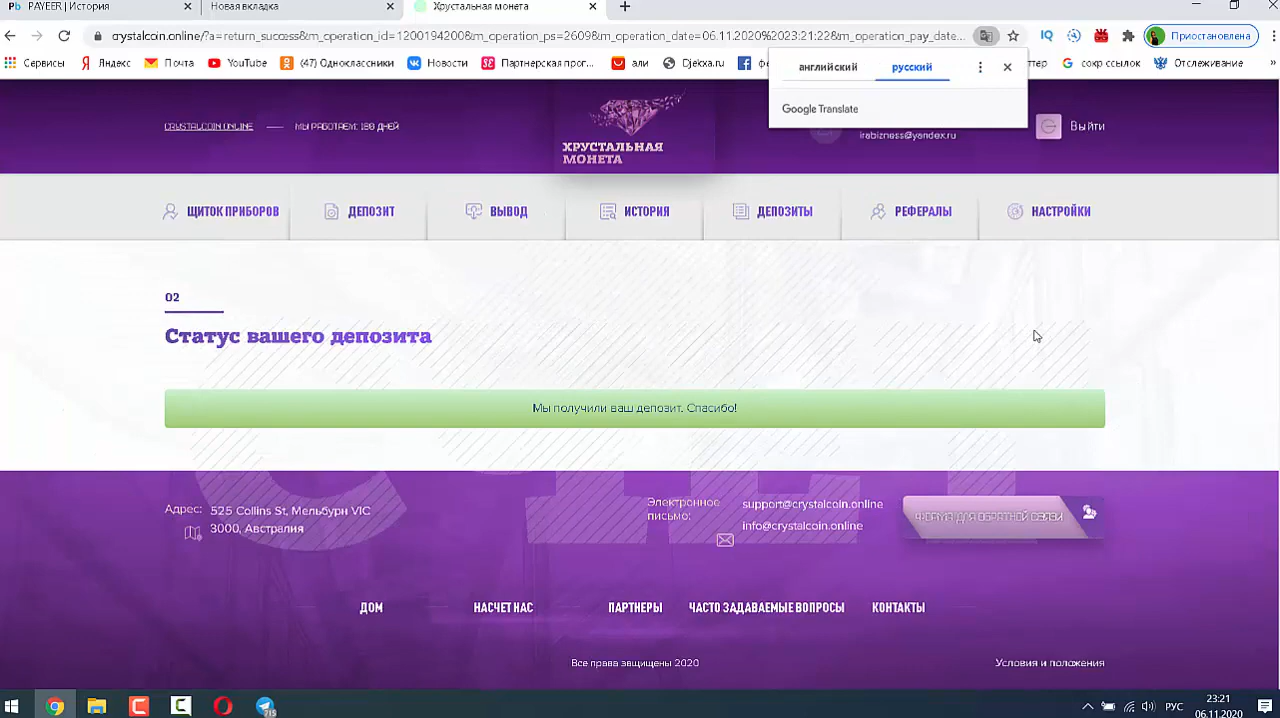 PAYEER | История
Новая вкладка
Хрустальная монета
crystalcoin.online/?a=return_success&m_operation_id=1200194200&m_operation_ps=2609&m_operation_date=06.11.2020%2023:21:22&m_operation_pay_date...
Приостановлена
Сервисы
Яндекс
Почта
YouTube
(47) Одноклассники
Новости
Партнерская прог...
али
Djekxa.ru
сокр ссылок
Отслеживание
английский
русский
Google Translate
CRYSTALCOIN.ONLINE
МЫ РАБОТАЕМ: 180 ДНЕЙ
ХРУСТАЛЬНАЯ
МОНЕТА
irabizness@yandex.ru
Выйти
ЩИТОК ПРИБОРОВ
ДЕПОЗИТ
ВЫВОД
ИСТОРИЯ
ДЕПОЗИТЫ
РЕФЕРАЛЫ
НАСТРОЙКИ
02
Статус вашего депозита
Мы получили ваш депозит. Спасибо!
Адрес:
525 Collins St, Мельбурн VIC
3000, Австралия
Электронное
письмо:
support@crystalcoin.online
info@crystalcoin.online
ФОРМА ДЛЯ ОБРАТНОЙ СВЯЗИ
ДОМ
НАСЧЕТ НАС
ПАРТНЕРЫ
ЧАСТО ЗАДАВАЕМЫЕ ВОПРОСЫ
КОНТАКТЫ
Все права защищены 2020
Условия и положения
РУС
23:21
06.11.2020